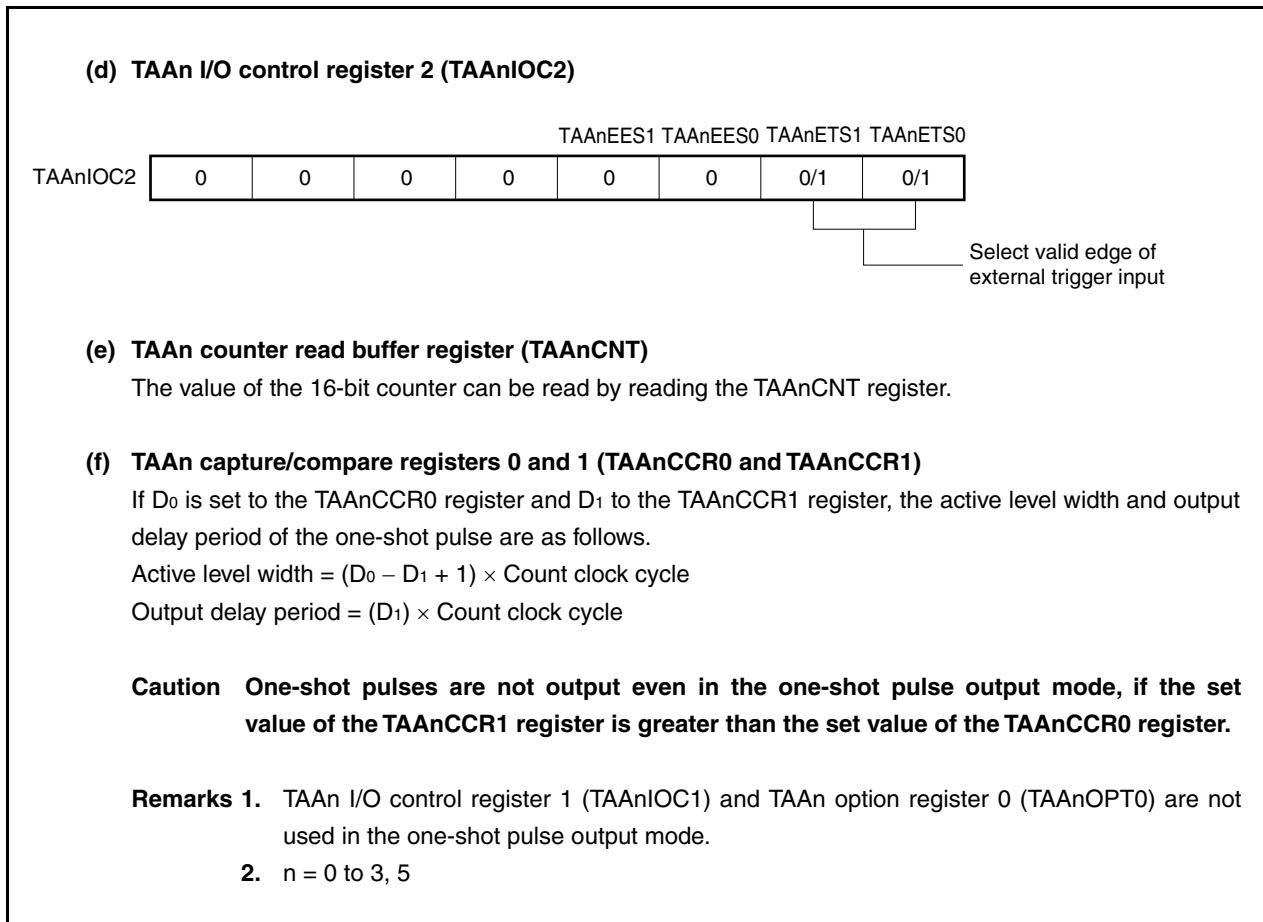 (d) TAAn I/O control register 2 (TAAnIOC2)
TAAnEES1 TAAnEES0 TAAnETS1 TAAnETS0
TAAnIOC2 0 0 0 0 0 0 0/1 0/1
Select valid edge of
external trigger input
(e) TAAn counter read buffer register (TAAnCNT)
The value of the 16-bit counter can be read by reading the TAAnCNT register.
(f) TAAn capture/compare registers 0 and 1 (TAAnCCR0 and TAAnCCR1)
If D0 is set to the TAAnCCR0 register and D1 to the TAAnCCR1 register, the active level width and output
delay period of the one-shot pulse are as follows.
Active level width = (D0 − D1 + 1) × Count clock cycle
Output delay period = (D1) × Count clock cycle
Caution One-shot pulses are not output even in the one-shot pulse output mode, if the set
value of the TAAnCCR1 register is greater than the set value of the TAAnCCR0 register.
Remarks 1. TAAn I/O control register 1 (TAAnIOC1) and TAAn option register 0 (TAAnOPT0) are not
used in the one-shot pulse output mode.
2. n = 0 to 3, 5